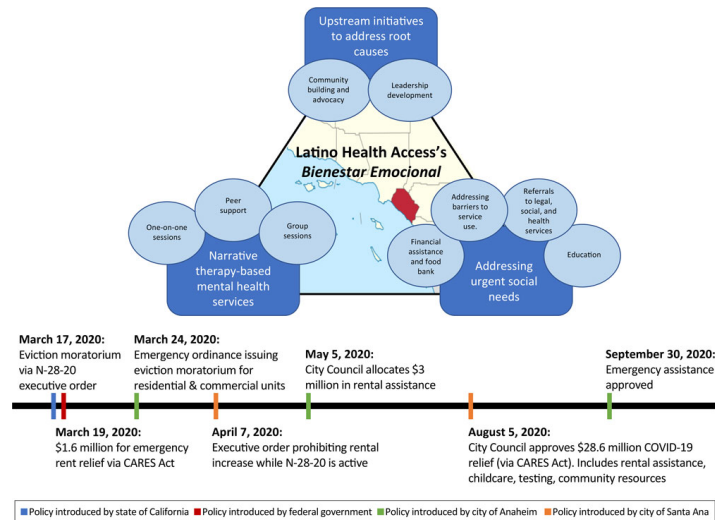 Upstream initiatives
to address root
causes
Community
building and
advocacy
Leadership
development
Latino Health Access's
Bienestar Emocional
Peer
support
One-on-one
sessions
Group
sessions
Narrative
therapy-based
mental health
services
Addressing
barriers to
service
use.
Referrals
to legal,
social, and
health
services
Financial
assistance
and food
bank
Education
Addressing
urgent social
needs
March 17, 2020:
Eviction moratorium
via N-28-20
executive order
March 24, 2020:
Emergency ordinance issuing
eviction moratorium for
residential & commercial units
May 5, 2020:
City Council allocates $3
million in rental assistance
September 30, 2020:
Emergency assistance
approved
March 19, 2020:
$1.6 million for emergency
rent relief via CARES Act
April 7, 2020:
Executive order prohibiting rental
increase while N-28-20 is active
August 5, 2020:
City Council approves $28.6 million COVID-19
relief (via CARES Act). Includes rental assistance,
childcare, testing, community resources
Policy introduced by state of California Policy introduced by federal government Policy introduced by city of Anaheim Policy introduced by city of Santa Ana